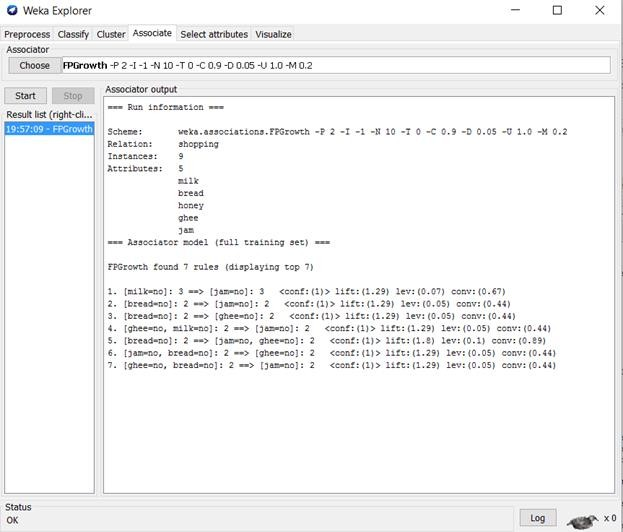 Weka Explorer
Preprocess Classify Cluster Associate Select attributes Visualize
Associator
Choose FPGrowth -P 2 -I -1 -N 10 -T 0 -C 0.9 -D 0.05 -U 1.0 -M 0.2
Start Stop
Result list (right-cli...
19:57:09 - FPGrowth
Associator output
=== Run information ===
Scheme: weka.associations.FPGrowth -P 2 -I -1 -N 10 -T 0 -C 0.9 -D 0.05 -U 1.0 -M 0.2
Relation: shopping
Instances: 9
Attributes: 5
milk
bread
honey
ghee
jam
=== Associator model (full training set) ===
FPGrowth found 7 rules (displaying top 7)
1. [milk=no]: 3 ==> [jam=no]: 3 <conf:(1)> lift:(1.29) lev:(0.07) conv:(0.67)
2. [bread=no]: 2 ==> [jam=no]: 2 <conf:(1)> lift:(1.29) lev:(0.05) conv:(0.44)
3. [bread=no]: 2 ==> [ghee=no]: 2 <conf:(1)> lift:(1.29) lev:(0.05) conv:(0.44)
4. [ghee=no, milk=no]: 2 ==> [jam=no]: 2 <conf:(1)> lift:(1.29) lev:(0.05) conv:(0.44)
5. [bread=no]: 2 ==> [jam=no, ghee=no]: 2 <conf:(1)> lift:(1.8) lev:(0.1) conv:(0.89)
6. [jam=no, bread=no]: 2 ==> [ghee=no]: 2 <conf:(1)> lift:(1.29) lev:(0.05) conv:(0.44)
7. [ghee=no, bread=no]: 2 ==> [jam=no]: 2 <conf:(1)> lift:(1.29) lev:(0.05) conv:(0.44)
Status
OK
Log
x 0